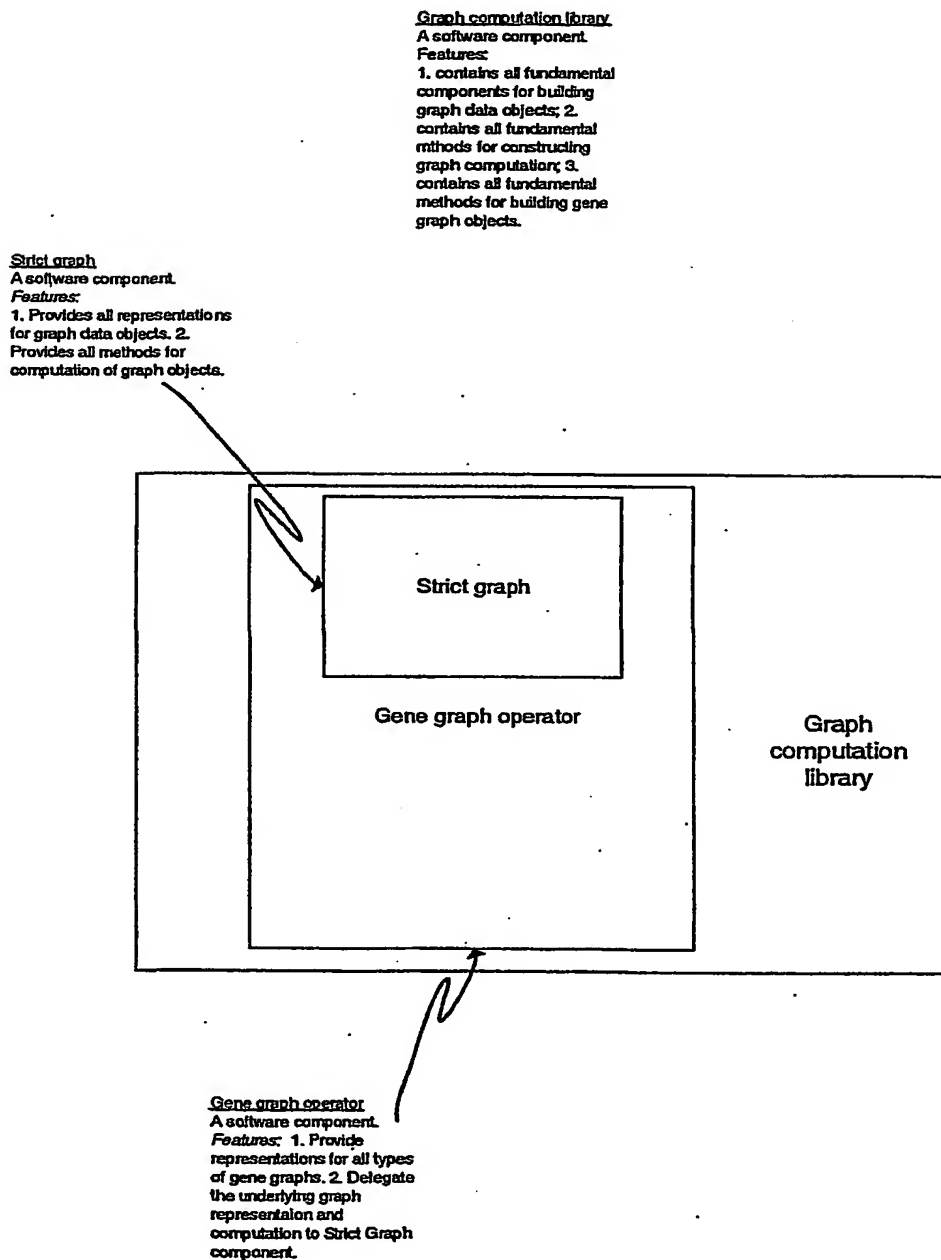 Graph computation library
A software component.
Features:
1. contains all fundamental
components for building
graph data objects; 2.
contains all fundamental
mthods for constructing
graph computation; 3.
contains all fundamental
methods for building gene
graph objects.
Strict graph
A software component.
Features:
1. Provides all representations
for graph data objects. 2.
Provides all methods for
computation of graph objects.
Strict graph
Gene graph operator
Graph
computation
library
Gene graph operator
A software component.
Features: 1. Provide
representations for all types
of gene graphs. 2. Delegate
the underlying graph
representaion and
computation to Strict Graph
component.